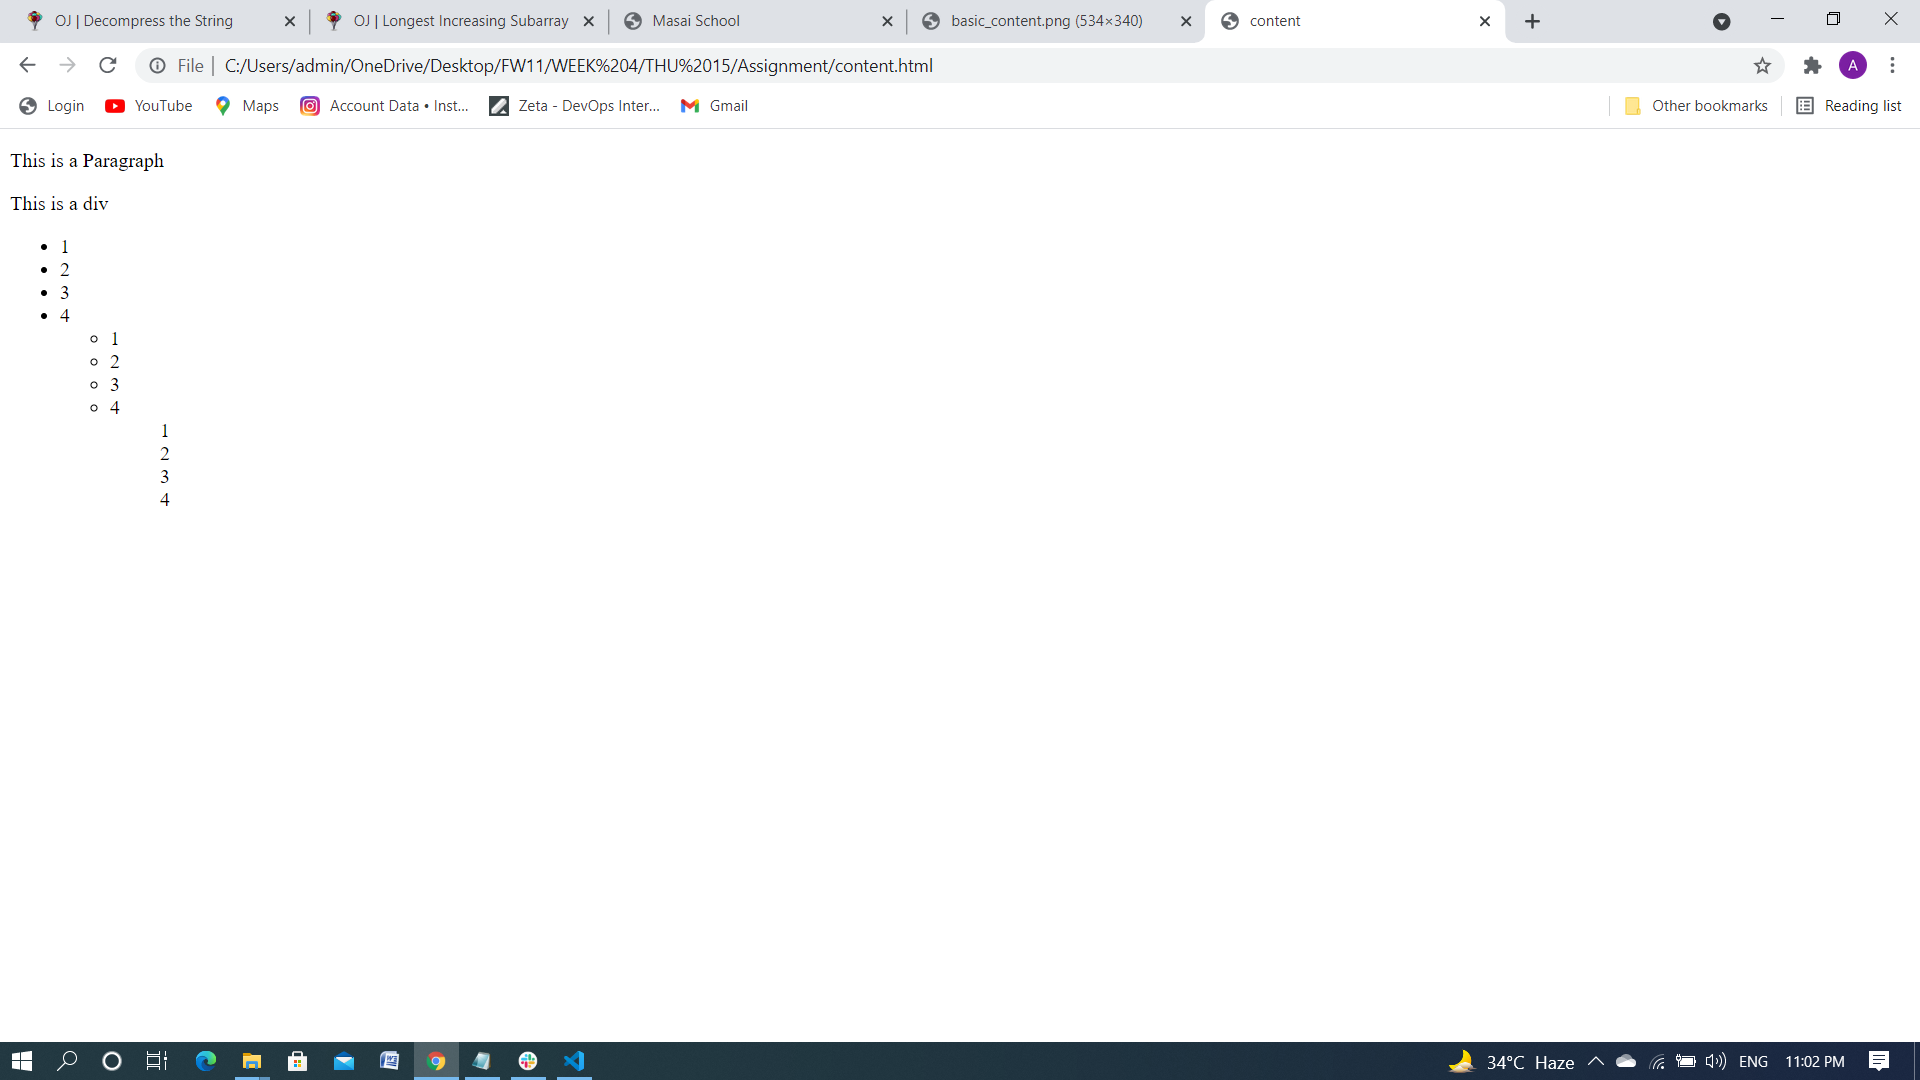 OJ | Decompress the String
OJ | Longest Increasing Subarray
Masai School
basic_content.png (534×340)
content
File | C:/Users/admin/OneDrive/Desktop/FW11/WEEK%204/THU%2015/Assignment/content.html
A
Login YouTube Maps Account Data • Inst... Zeta - DevOps Inter... Gmail Other bookmarks Reading list
This is a Paragraph
This is a div
• 1
• 2
• 3
• 4
◦ 1
◦ 2
◦ 3
◦ 4
1
2
3
4
34°C Haze ENG 11:02 PM